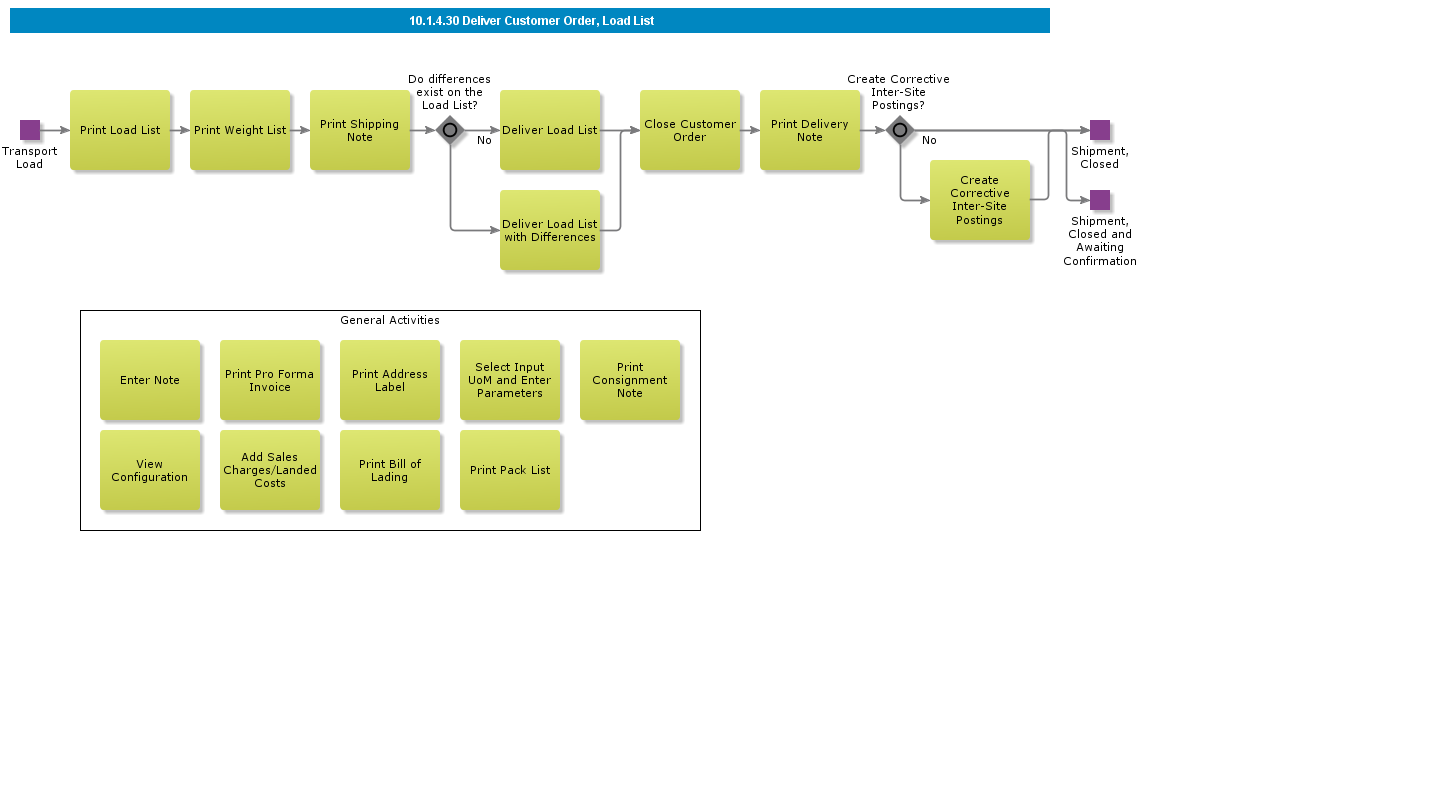 10.1.4.30 Deliver Customer Order, Load List
Do differences
exist on the
Load List?
Create Corrective
Inter-Site
Postings?
Transport
Load
Print Load List
Print Weight List
Print Shipping
Note
No
Deliver Load List
Deliver Load List
with Differences
Close Customer
Order
Print Delivery
Note
No
Create
Corrective
Inter-Site
Postings
Shipment,
Closed
Shipment,
Closed and
Awaiting
Confirmation
General Activities
Enter Note
Print Pro Forma
Invoice
Print Address
Label
Select Input
UoM and Enter
Parameters
Print
Consignment
Note
View
Configuration
Add Sales
Charges/Landed
Costs
Print Bill of
Lading
Print Pack List